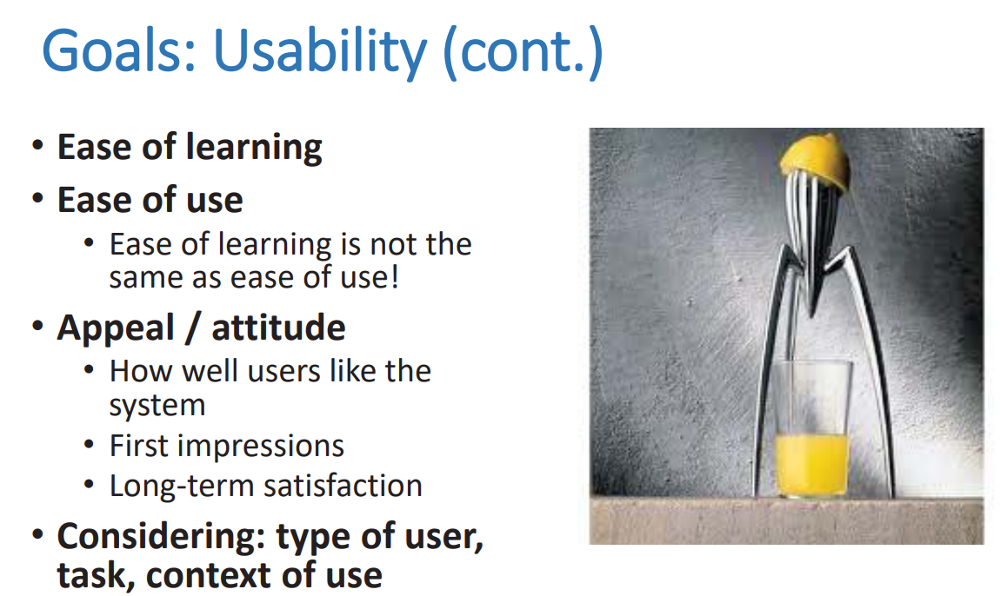 Goals: Usability (cont.)
• Ease of learning
• Ease of use
• Ease of learning is not the
same as ease of use!
• Appeal / attitude
• How well users like the
system
• First impressions
• Long-term satisfaction
• Considering: type of user,
task, context of use